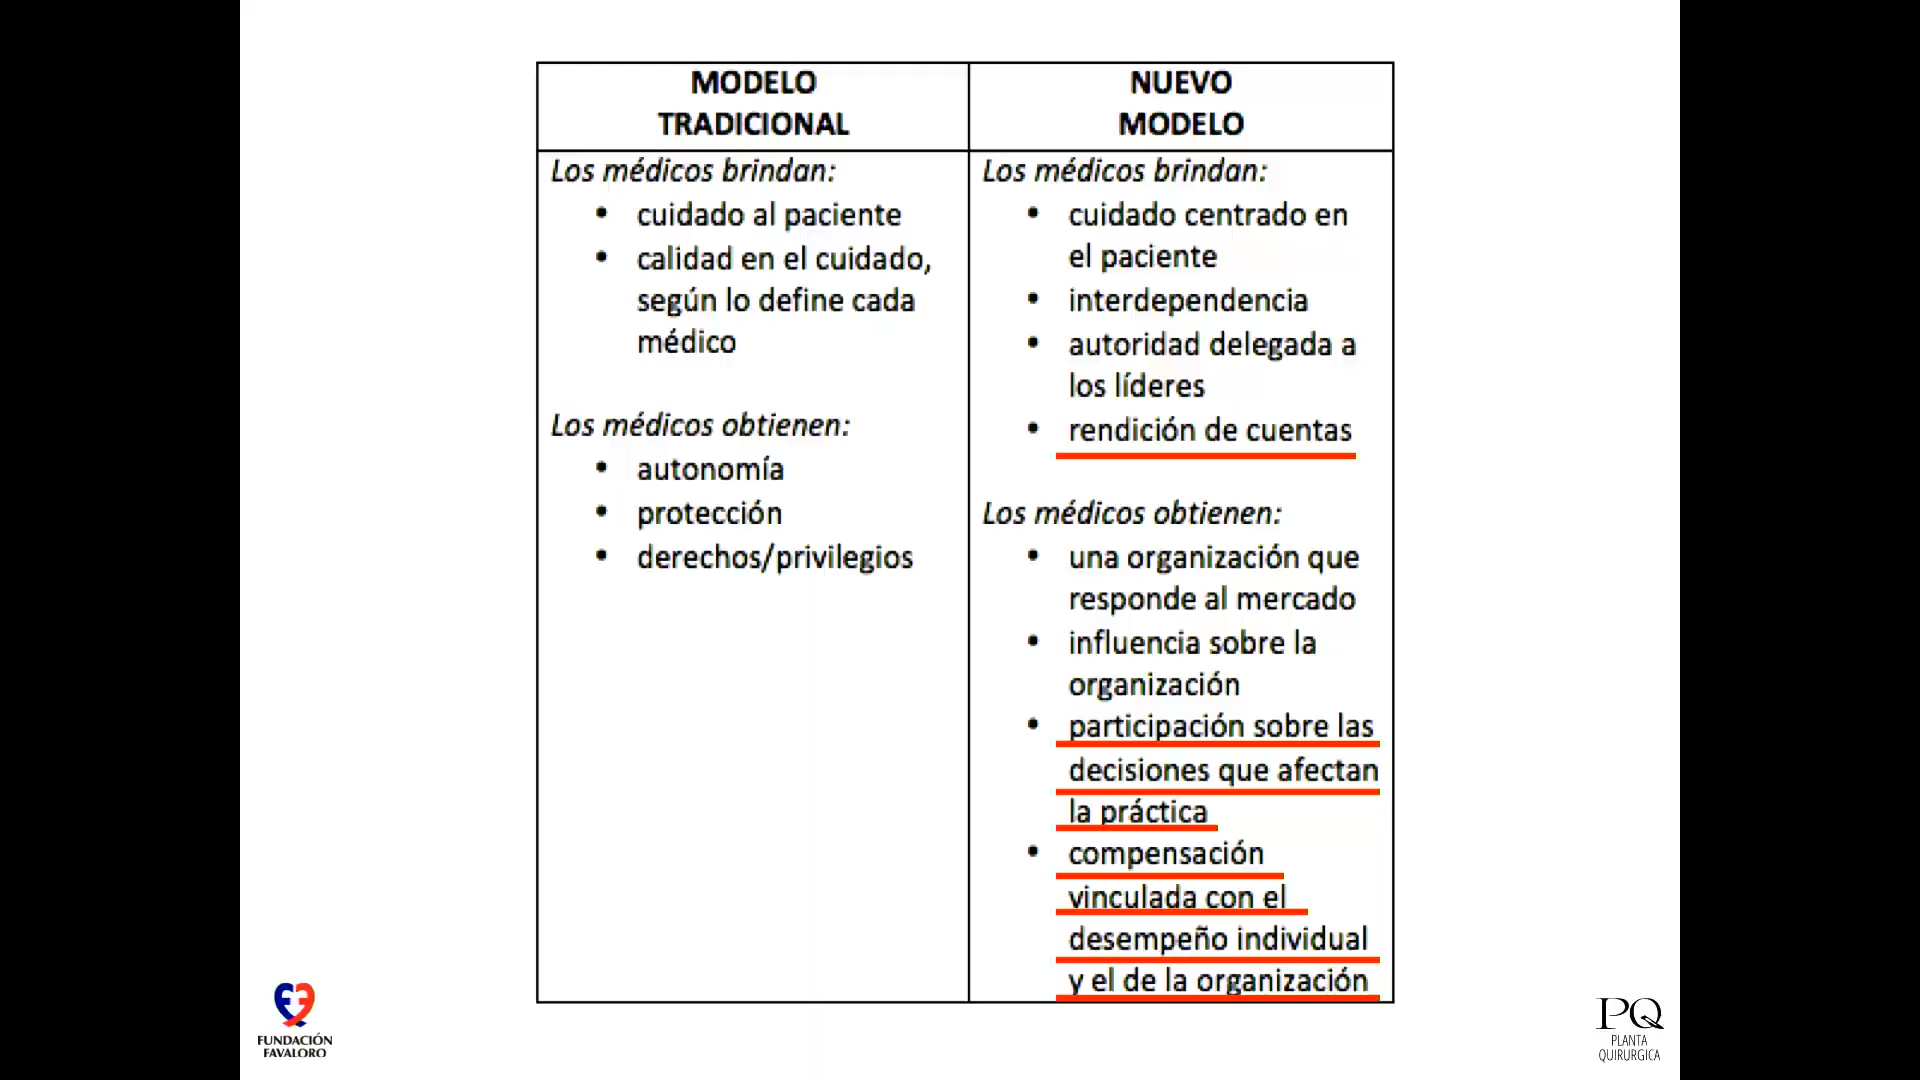 MODELO
TRADICIONAL
Los médicos brindan:
• cuidado al paciente
• calidad en el cuidado,
según lo define cada
médico
Los médicos obtienen:
• autonomía
• protección
• derechos/privilegios
NUEVO
MODELO
Los médicos brindan:
• cuidado centrado en
el paciente
• interdependencia
• autoridad delegada a
los líderes
• rendición de cuentas
Los médicos obtienen:
• una organización que
responde al mercado
• influencia sobre la
organización
• participación sobre las
decisiones que afectan
la práctica
• compensación
vinculada con el
desempeño individual
y el de la organización
FUNDACIÓN
FAVALORO
PQ
PLANTA
QUIRURGICA